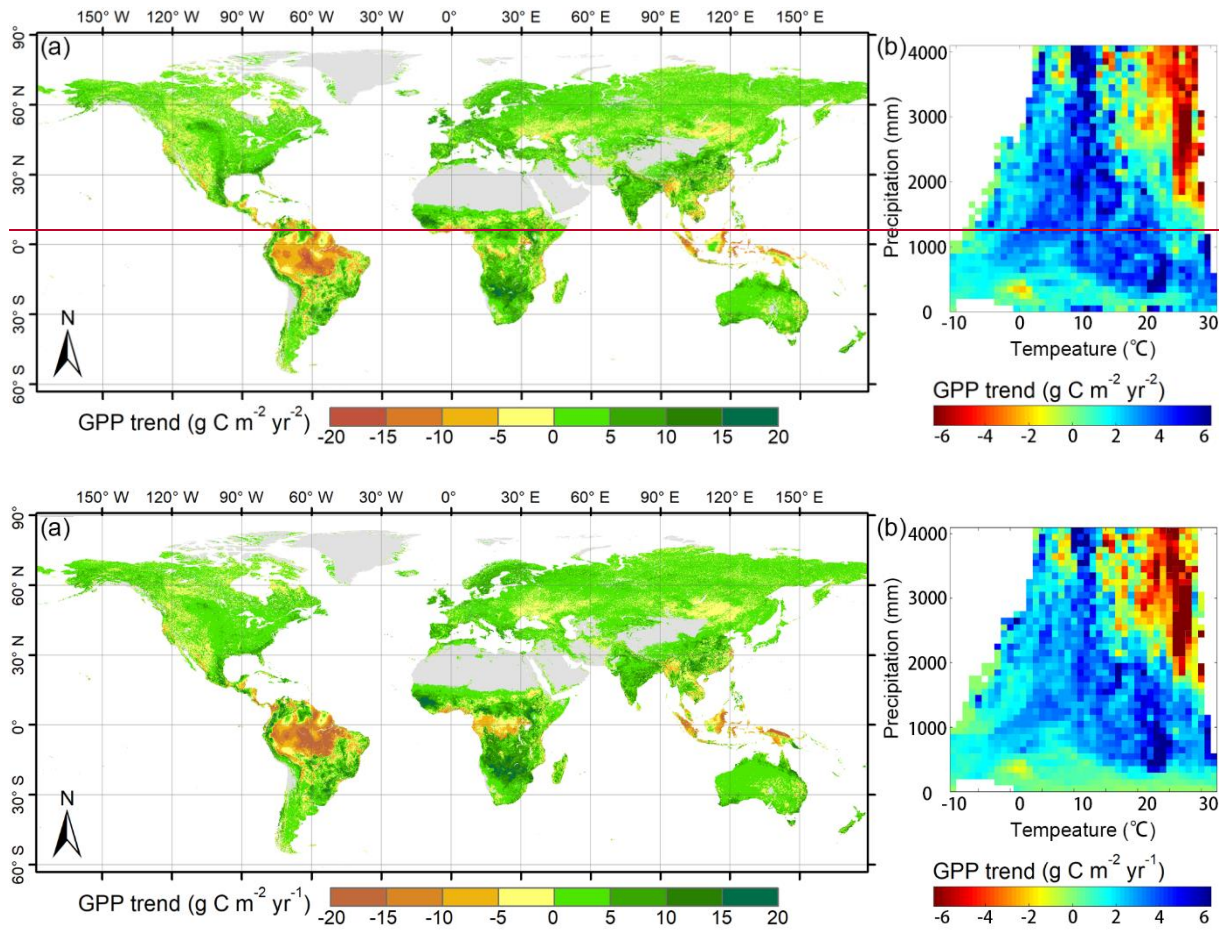 150° W 120° W 90° W 60° W 30° W 0° 30° E 60° E 90° E 120° E 150° E
(a)
90°
60° N
30° N
0°
30° S
60° S
N
GPP trend (g C m⁻² yr⁻²)
-20 -15 -10 -5 0 5 10 15 20
(b)
Precipitation (mm)
4000
3000
2000
1000
0
-10 0 10 20 30
Tempeature (℃)
GPP trend (g C m⁻² yr⁻²)
-6 -4 -2 0 2 4 6
150° W 120° W 90° W 60° W 30° W 0° 30° E 60° E 90° E 120° E 150° E
(a)
90°
60° N
30° N
0°
30° S
60° S
N
GPP trend (g C m⁻² yr⁻¹)
-20 -15 -10 -5 0 5 10 15 20
(b)
Precipitation (mm)
4000
3000
2000
1000
0
-10 0 10 20 30
Tempeature (℃)
GPP trend (g C m⁻² yr⁻¹)
-6 -4 -2 0 2 4 6